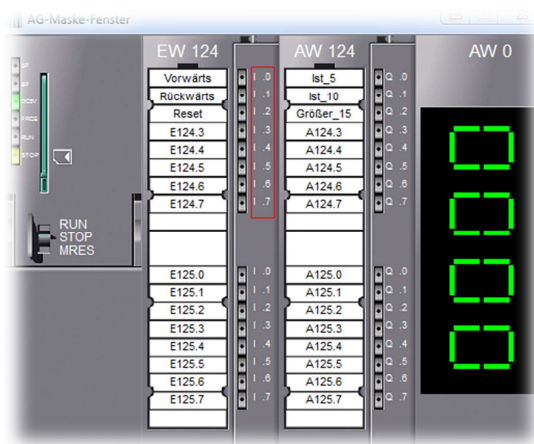 AG-Maske-Fenster
EW 124
AW 124
AW 0
SF
BF
DC5V
FRCE
RUN
STOP
RUN
STOP
MRES
Vorwärts
Rückwärts
Reset
E124.3
E124.4
E124.5
E124.6
E124.7
E125.0
E125.1
E125.2
E125.3
E125.4
E125.5
E125.6
E125.7
I .0
I .1
I .2
I .3
I .4
I .5
I .6
I .7
I .0
I .1
I .2
I .3
I .4
I .5
I .6
I .7
Ist_5
Ist_10
Größer_15
A124.3
A124.4
A124.5
A124.6
A124.7
A125.0
A125.1
A125.2
A125.3
A125.4
A125.5
A125.6
A125.7
Q .0
Q .1
Q .2
Q .3
Q .4
Q .5
Q .6
Q .7
Q .0
Q .1
Q .2
Q .3
Q .4
Q .5
Q .6
Q .7
0
0
0
0